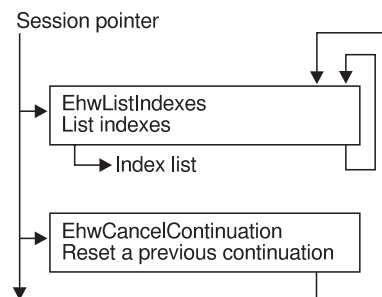 Session pointer
EhwListIndexes
List indexes
Index list
EhwCancelContinuation
Reset a previous continuation